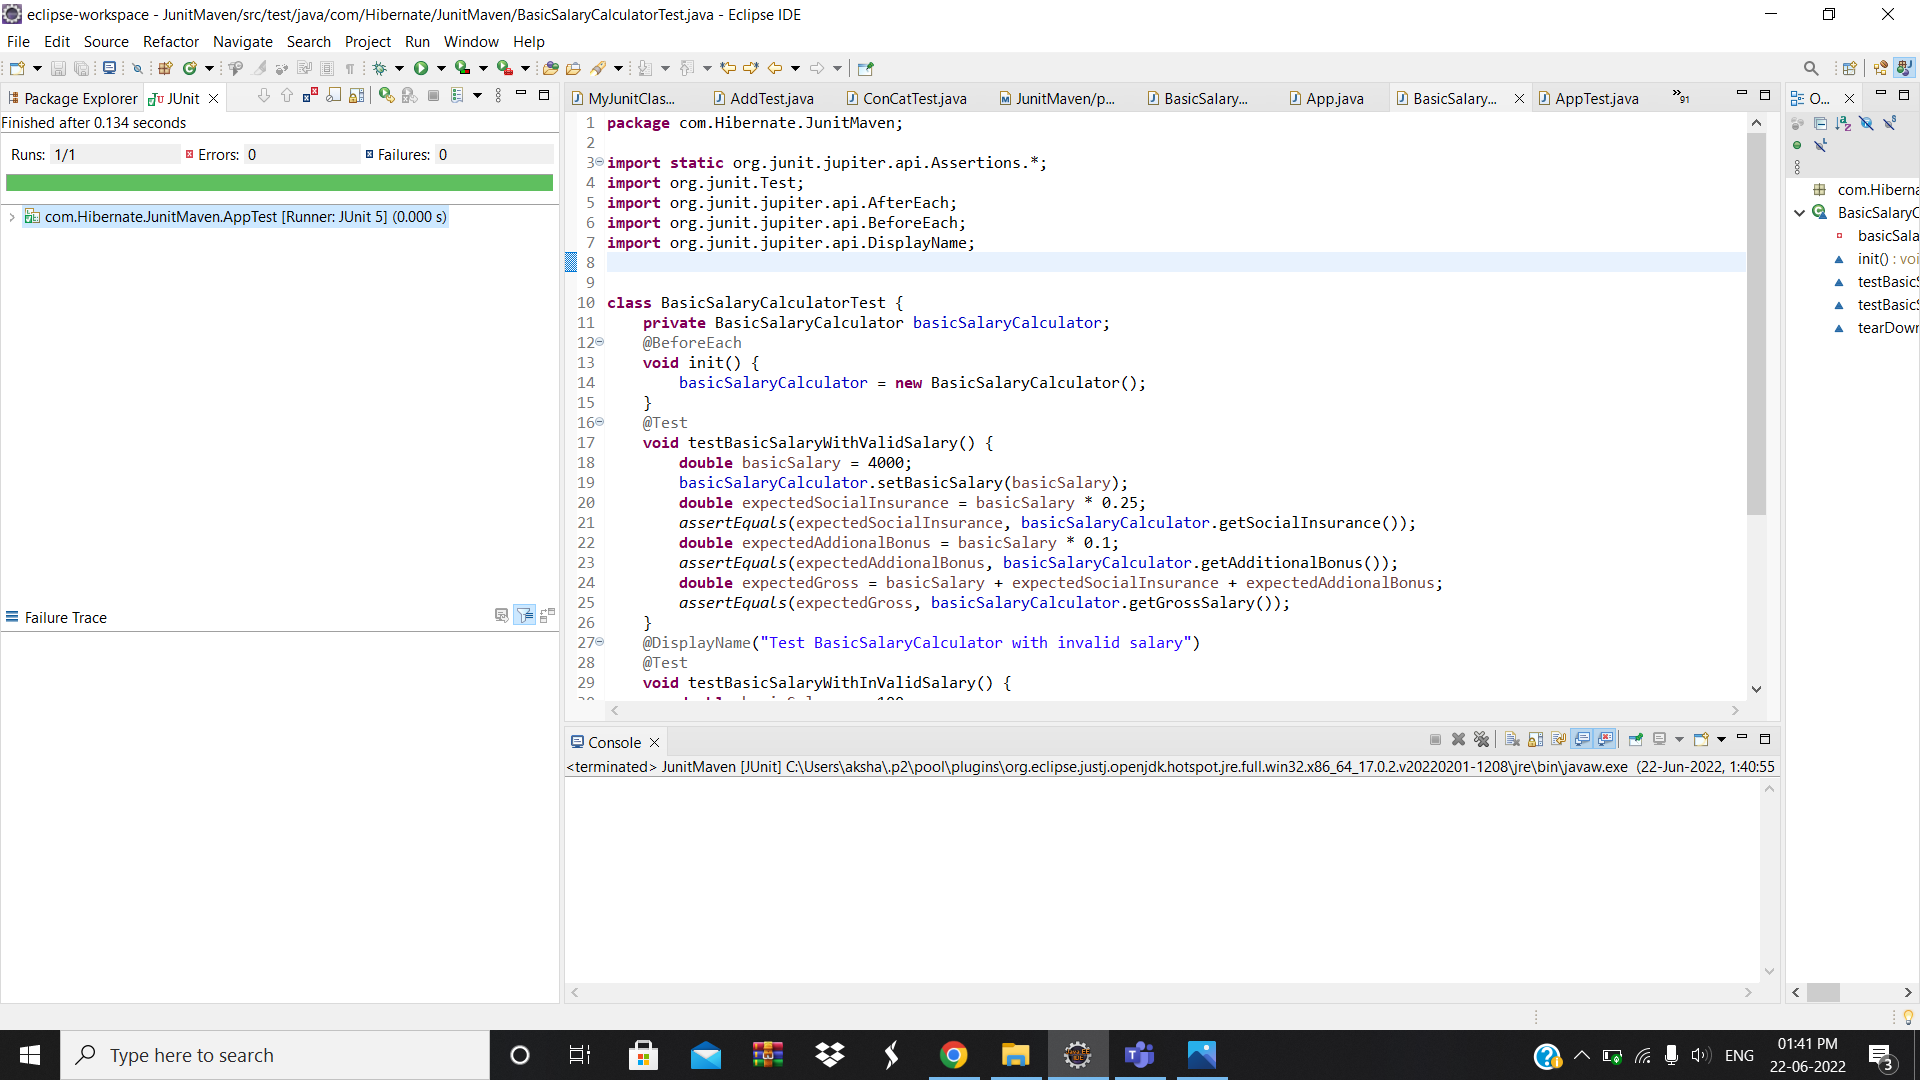 eclipse-workspace - JunitMaven/src/test/java/com/Hibernate/JunitMaven/BasicSalaryCalculatorTest.java - Eclipse IDE
File Edit Source Refactor Navigate Search Project Run Window Help
Package Explorer JUnit
Finished after 0.134 seconds
Runs: 1/1 Errors: 0 Failures: 0
com.Hibernate.JunitMaven.AppTest [Runner: JUnit 5] (0.000 s)
Failure Trace
MyJunitClas... AddTest.java ConCatTest.java JunitMaven/p... BasicSalary... App.java BasicSalary... AppTest.java »91
1 package com.Hibernate.JunitMaven;
2
3 import static org.junit.jupiter.api.Assertions.*;
4 import org.junit.Test;
5 import org.junit.jupiter.api.AfterEach;
6 import org.junit.jupiter.api.BeforeEach;
7 import org.junit.jupiter.api.DisplayName;
8
9
10 class BasicSalaryCalculatorTest {
11 private BasicSalaryCalculator basicSalaryCalculator;
12 @BeforeEach
13 void init() {
14 basicSalaryCalculator = new BasicSalaryCalculator();
15 }
16 @Test
17 void testBasicSalaryWithValidSalary() {
18 double basicSalary = 4000;
19 basicSalaryCalculator.setBasicSalary(basicSalary);
20 double expectedSocialInsurance = basicSalary * 0.25;
21 assertEquals(expectedSocialInsurance, basicSalaryCalculator.getSocialInsurance());
22 double expectedAddionalBonus = basicSalary * 0.1;
23 assertEquals(expectedAddionalBonus, basicSalaryCalculator.getAdditionalBonus());
24 double expectedGross = basicSalary + expectedSocialInsurance + expectedAddionalBonus;
25 assertEquals(expectedGross, basicSalaryCalculator.getGrossSalary());
26 }
27 @DisplayName("Test BasicSalaryCalculator with invalid salary")
28 @Test
29 void testBasicSalaryWithInValidSalary() {
O...
com.Hiberna
BasicSalaryC
basicSala
init() : voi
testBasicS
testBasicS
tearDown
Console
<terminated> JunitMaven [JUnit] C:\Users\aksha\.p2\pool\plugins\org.eclipse.justj.openjdk.hotspot.jre.full.win32.x86_64_17.0.2.v20220201-1208\jre\bin\javaw.exe (22-Jun-2022, 1:40:55
Type here to search
ENG
01:41 PM
22-06-2022
3